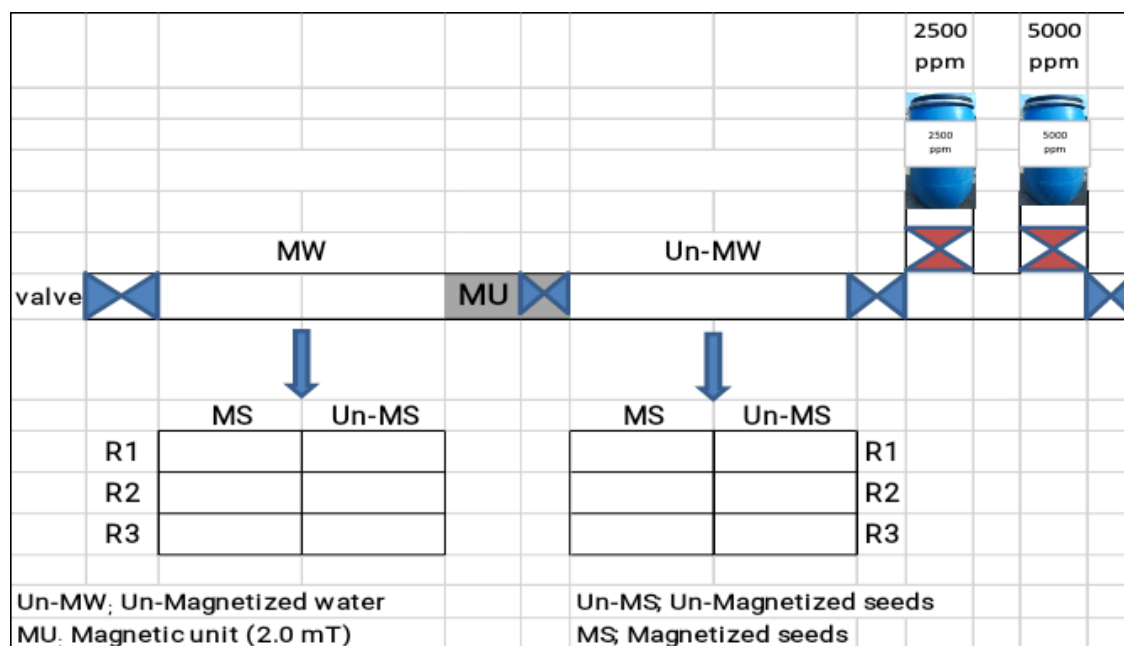 2500 ppm
5000 ppm
2500 ppm
5000 ppm
MW
Un-MW
valve
MU
MS Un-MS
MS Un-MS
R1
R1
R2
R2
R3
R3
Un-MW; Un-Magnetized water
Un-MS; Un-Magnetized seeds
MU. Magnetic unit (2.0 mT)
MS; Magnetized seeds